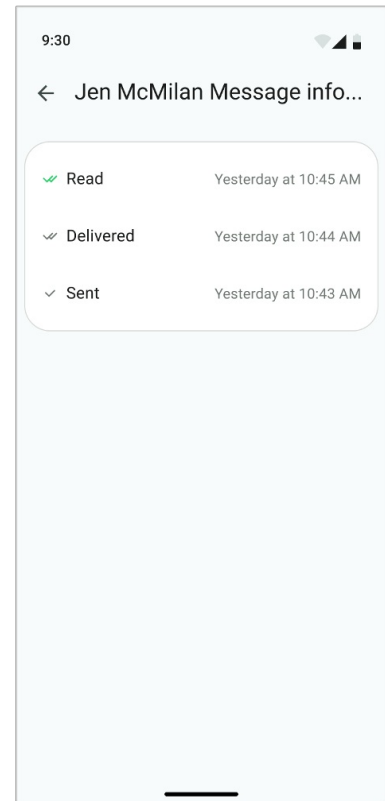 9:30
Jen McMilan Message info...
Read Yesterday at 10:45 AM
Delivered Yesterday at 10:44 AM
Sent Yesterday at 10:43 AM